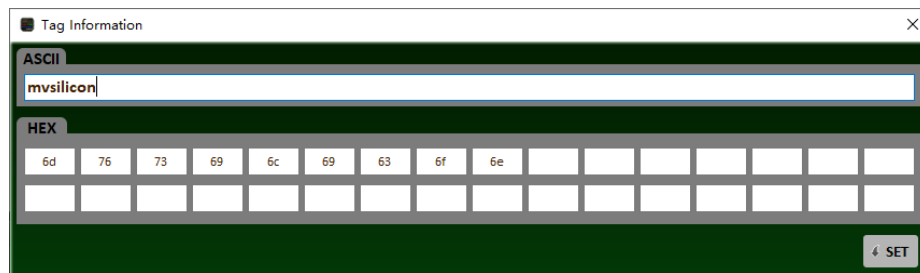 Tag Information
ASCII
mvsilicon
HEX
6d 76 73 69 6c 69 63 6f 6e
SET